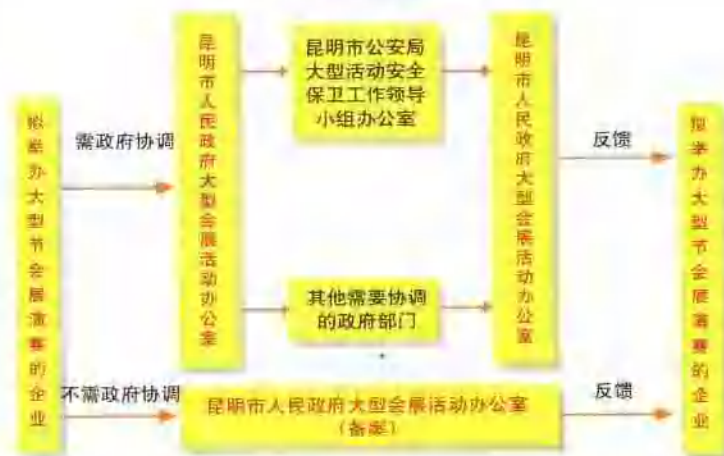 拟举办大型节会展演赛的企业
需政府协调
不需政府协调
昆明市人民政府大型会展活动办公室
昆明市公安局
大型活动安全
保卫工作领导
小组办公室
其他需要协调
的政府部门
昆明市人民政府大型会展活动办公室
昆明市人民政府大型会展活动办公室
(备案)
反馈
反馈
拟举办大型节会展演赛的企业